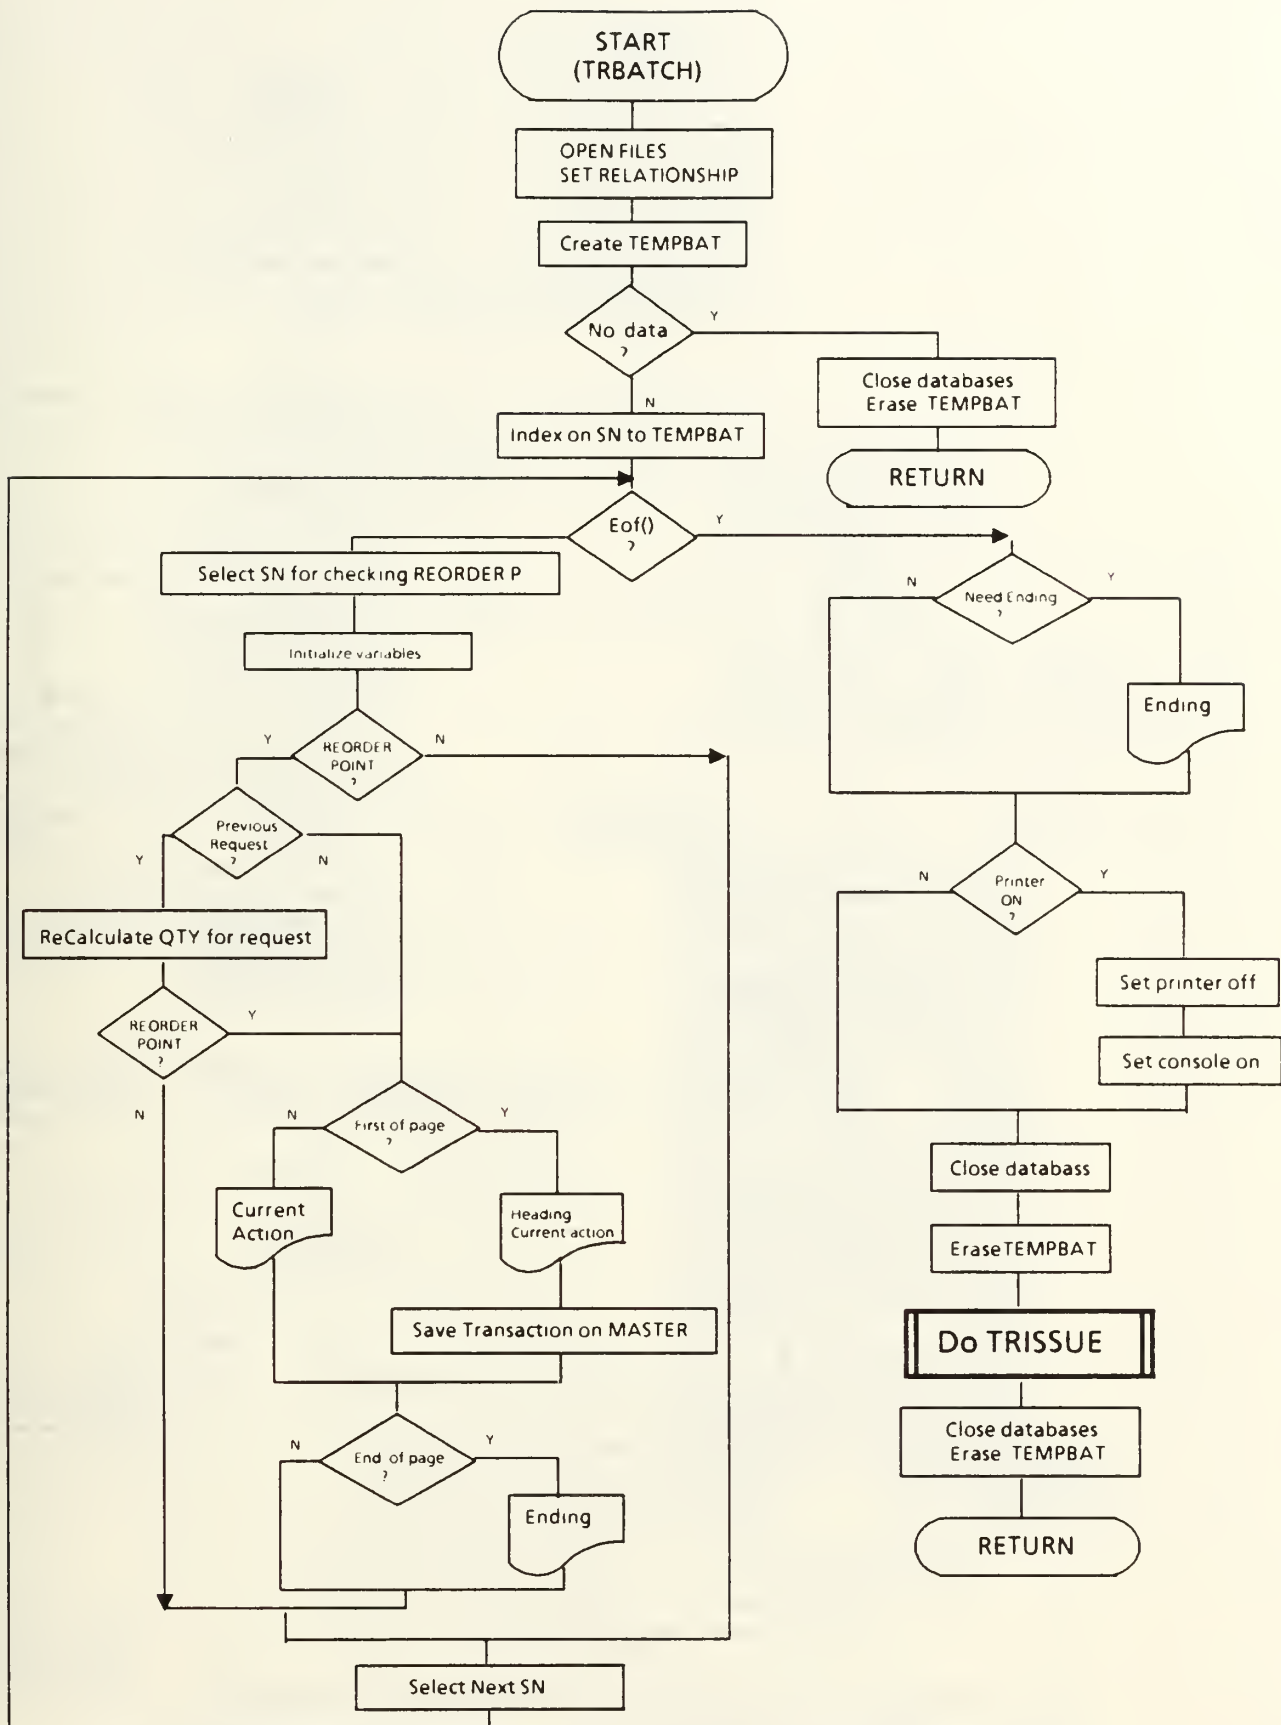 START
(TRBATCH)
OPEN FILES
SET RELATIONSHIP
Create TEMPBAT
No data
?
Y
N
Close databases
Erase TEMPBAT
RETURN
Index on SN to TEMPBAT
Eof()
?
Y
Select SN for checking REORDER P
Initialize variables
REORDER
POINT
?
Y
N
Previous
Request
?
Y
N
ReCalculate QTY for request
REORDER
POINT
?
Y
N
First of page
?
N
Y
Current
Action
Heading
Current action
Save Transaction on MASTER
End of page
?
N
Y
Ending
Select Next SN
Need Ending
?
N
Y
Ending
Printer
ON
?
N
Y
Set printer off
Set console on
Close databass
EraseTEMPBAT
Do TRISSUE
Close databases
Erase TEMPBAT
RETURN